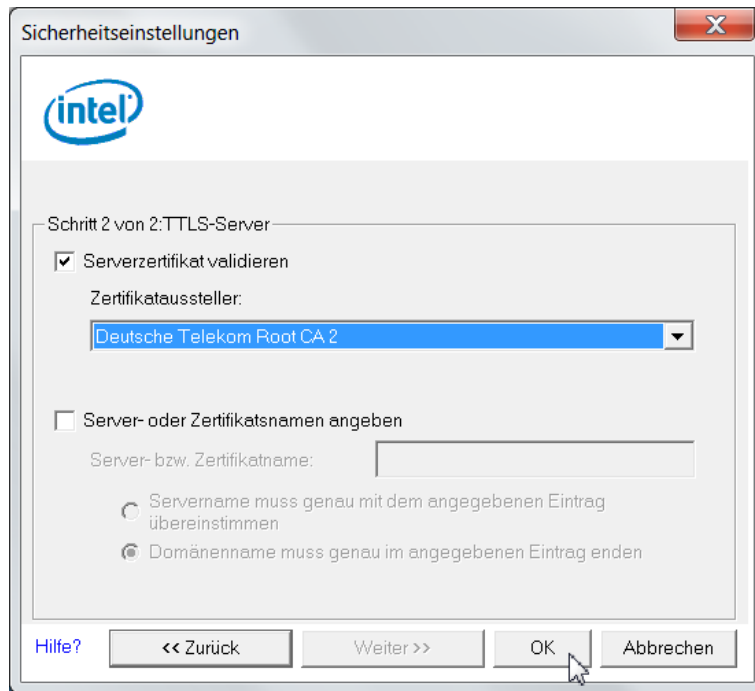 Sicherheitseinstellungen
intel
Schritt 2 von 2:TTLS-Server
Serverzertifikat validieren
Zertifikataussteller:
Deutsche Telekom Root CA 2
Server- oder Zertifikatsnamen angeben
Server- bzw. Zertifikatname:
Servername muss genau mit dem angegebenen Eintrag
übereinstimmen
Domänenname muss genau im angegebenen Eintrag enden
Hilfe? << Zurück Weiter >> OK Abbrechen